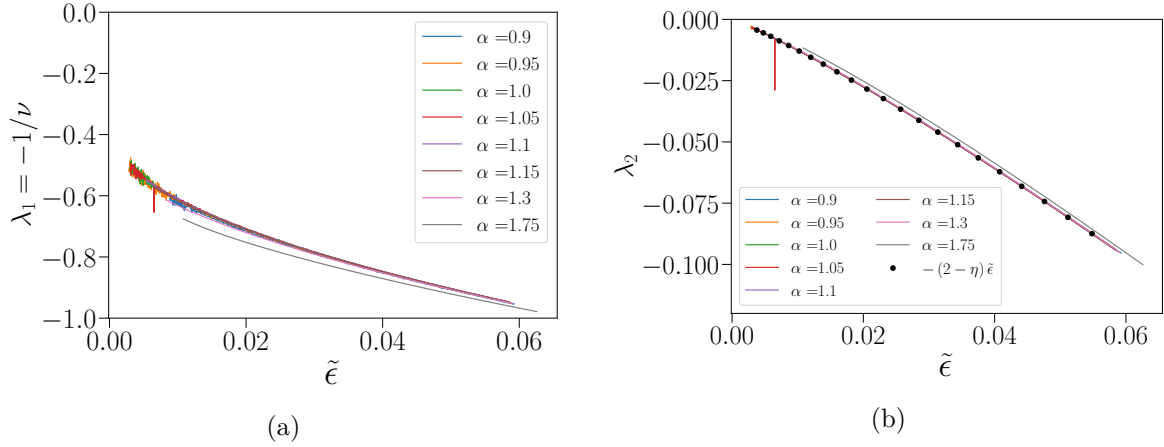 0.0
−0.2
−0.4
−0.6
−0.8
−1.0
λ₁ = −1/ν
0.00
0.02
0.04
0.06
ϵ̃
α =0.9
α =0.95
α =1.0
α =1.05
α =1.1
α =1.15
α =1.3
α =1.75
(a)
0.000
−0.025
−0.050
−0.075
−0.100
λ₂
0.00
0.02
0.04
0.06
ϵ̃
α =0.9
α =0.95
α =1.0
α =1.05
α =1.1
α =1.15
α =1.3
α =1.75
− (2 − η) ϵ̃
(b)